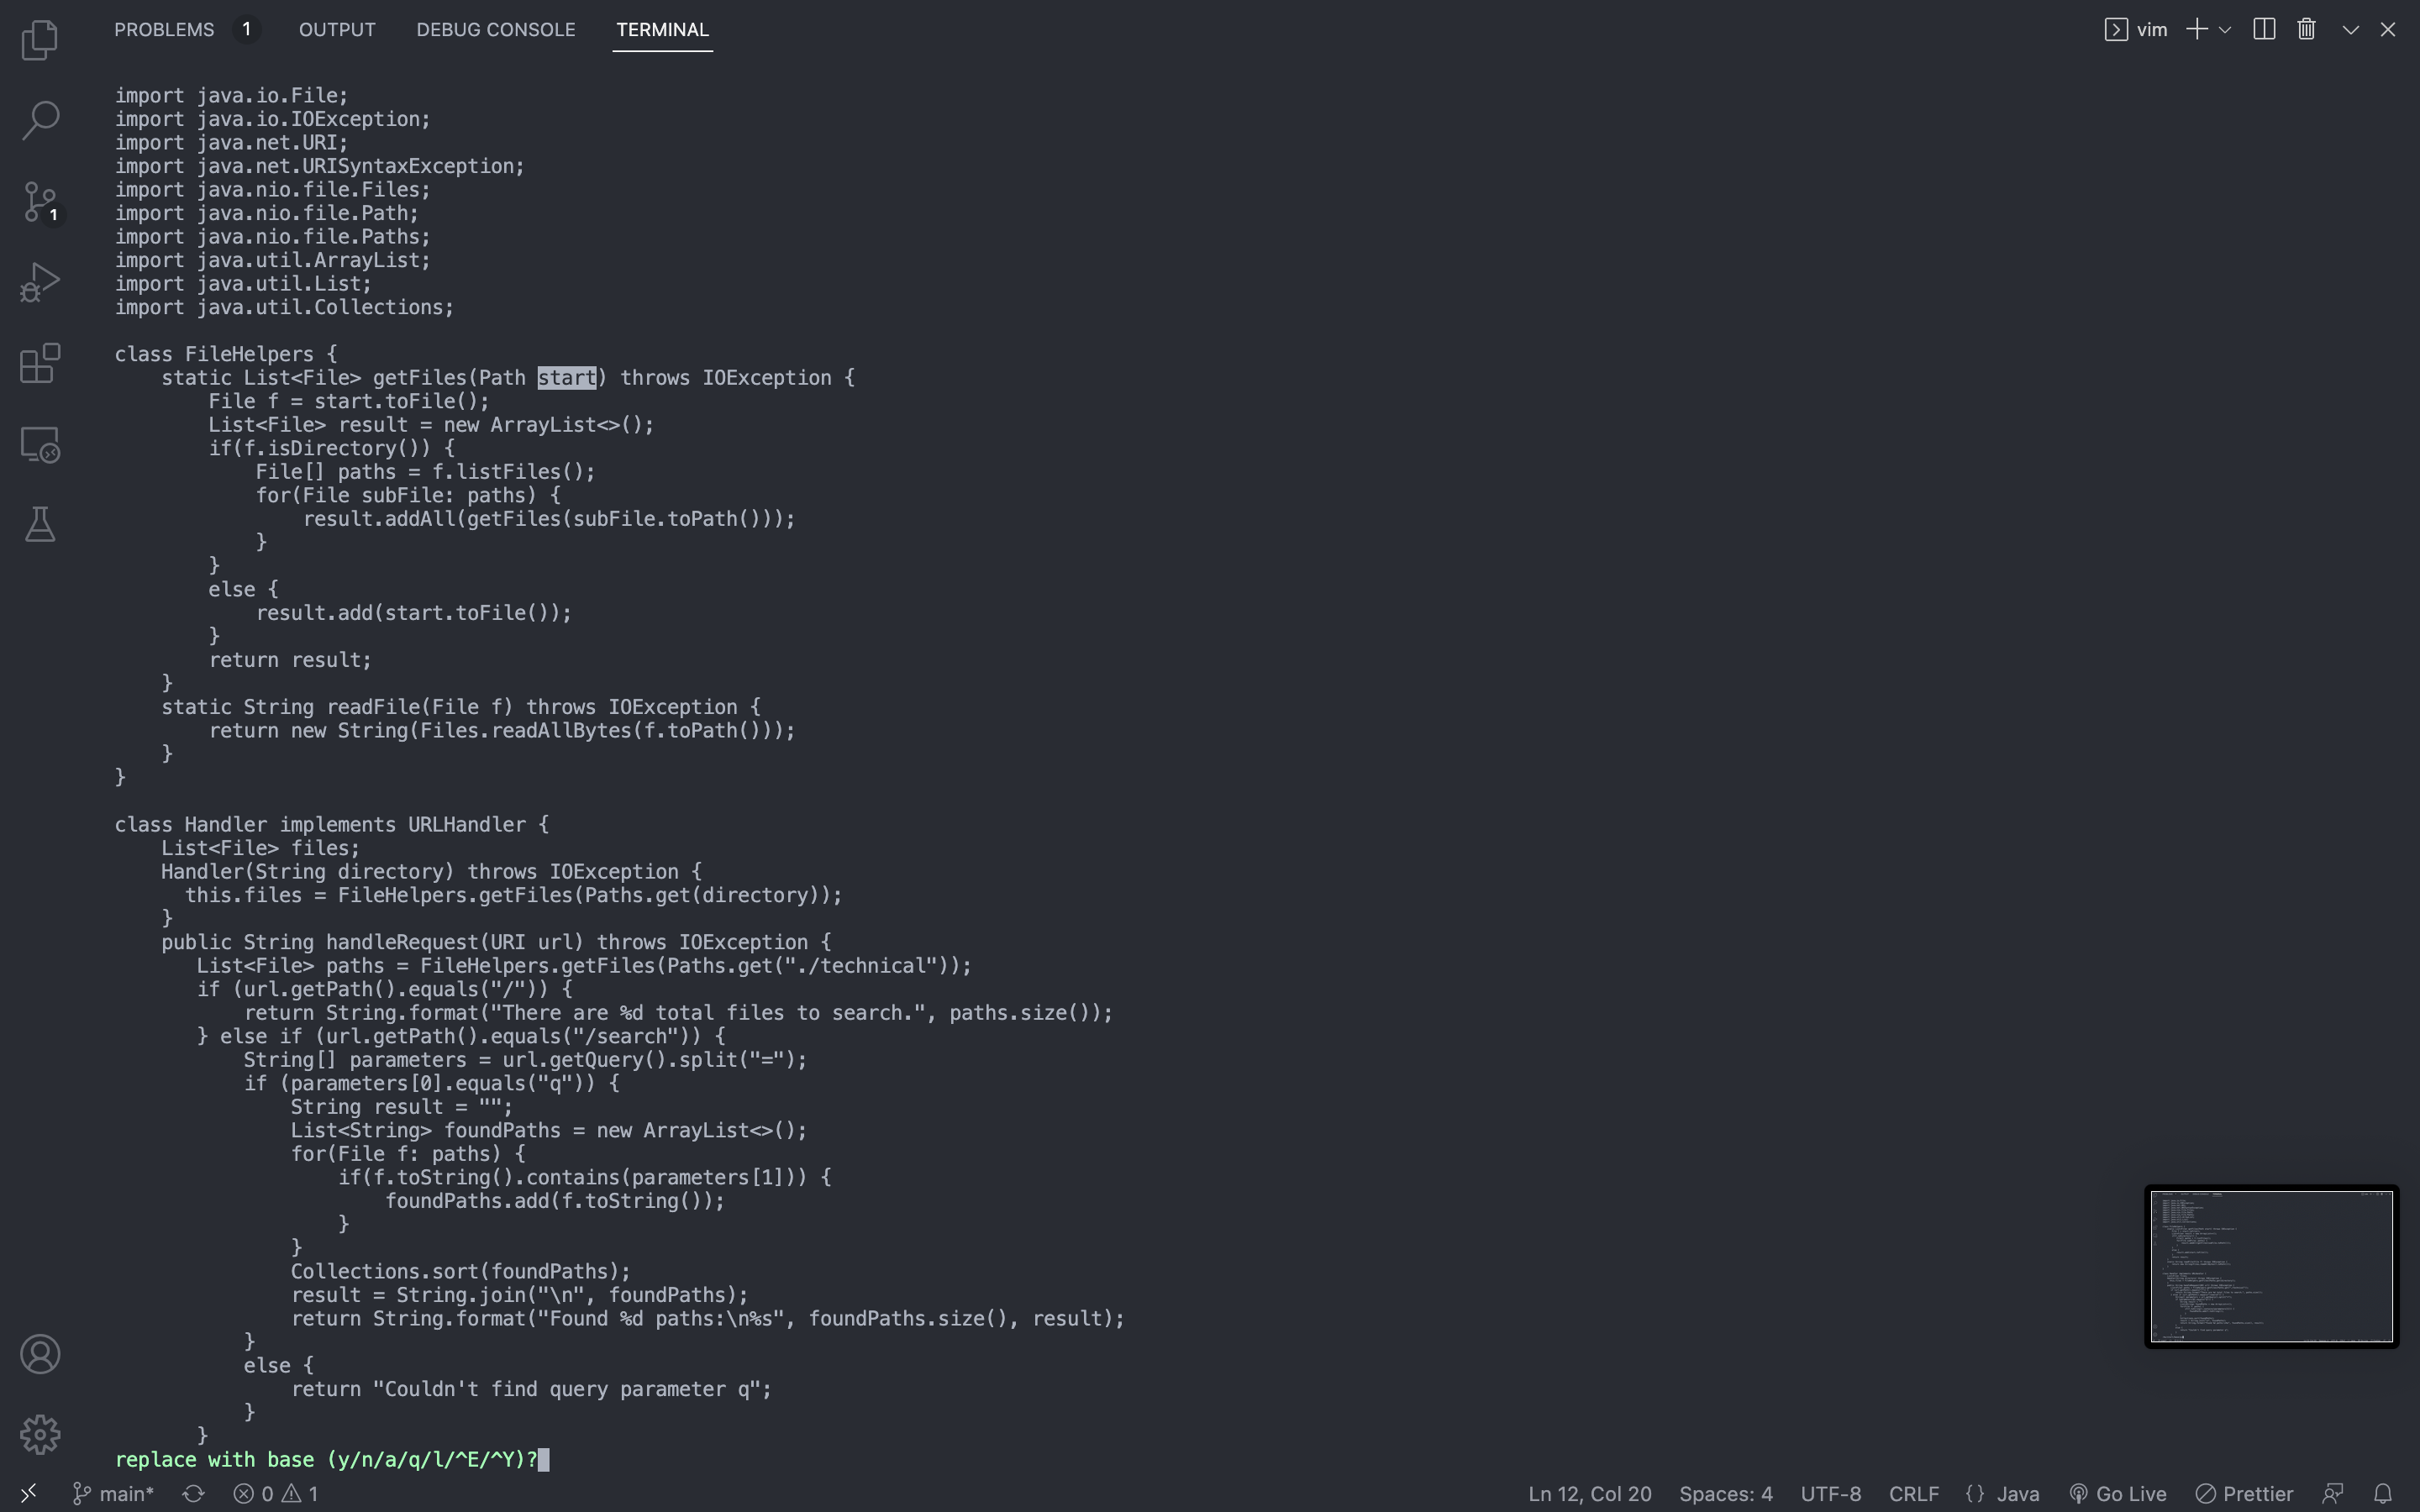 PROBLEMS 1 OUTPUT DEBUG CONSOLE TERMINAL vim
import java.io.File;
import java.io.IOException;
import java.net.URI;
import java.net.URISyntaxException;
import java.nio.file.Files;
import java.nio.file.Path;
import java.nio.file.Paths;
import java.util.ArrayList;
import java.util.List;
import java.util.Collections;
1
class FileHelpers {
    static List<File> getFiles(Path start) throws IOException {
        File f = start.toFile();
        List<File> result = new ArrayList<>();
        if(f.isDirectory()) {
            File[] paths = f.listFiles();
            for(File subFile: paths) {
                result.addAll(getFiles(subFile.toPath()));
            }
        }
        else {
            result.add(start.toFile());
        }
        return result;
    }
    static String readFile(File f) throws IOException {
        return new String(Files.readAllBytes(f.toPath()));
    }
}
class Handler implements URLHandler {
    List<File> files;
    Handler(String directory) throws IOException {
      this.files = FileHelpers.getFiles(Paths.get(directory));
    }
    public String handleRequest(URI url) throws IOException {
       List<File> paths = FileHelpers.getFiles(Paths.get("./technical"));
       if (url.getPath().equals("/")) {
           return String.format("There are %d total files to search.", paths.size());
       } else if (url.getPath().equals("/search")) {
           String[] parameters = url.getQuery().split("=");
           if (parameters[0].equals("q")) {
               String result = "";
               List<String> foundPaths = new ArrayList<>();
               for(File f: paths) {
                   if(f.toString().contains(parameters[1])) {
                       foundPaths.add(f.toString());
                   }
               }
               Collections.sort(foundPaths);
               result = String.join("\n", foundPaths);
               return String.format("Found %d paths:\n%s", foundPaths.size(), result);
           }
           else {
               return "Couldn't find query parameter q";
           }
       }
replace with base (y/n/a/q/l/^E/^Y)?
main* 0 1 Ln 12, Col 20 Spaces: 4 UTF-8 CRLF {} Java Go Live Prettier